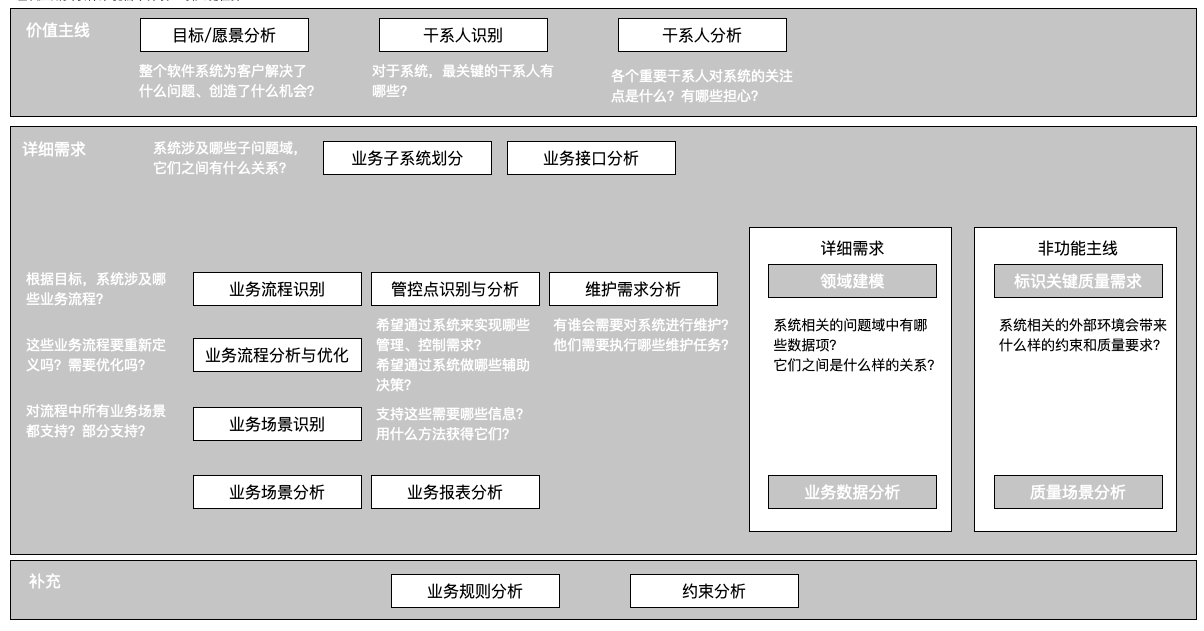 价值主线
目标/愿景分析
干系人识别
干系人分析
整个软件系统为客户解决了
什么问题、创造了什么机会?
对于系统，最关键的干系人有
哪些?
各个重要干系人对系统的关注
点是什么? 有哪些担心?
详细需求
系统涉及哪些子问题域，
它们之间有什么关系?
业务子系统划分
业务接口分析
根据目标，系统涉及哪
些业务流程?
业务流程识别
管控点识别与分析
维护需求分析
希望通过系统来实现哪些
管理、控制需求?
希望通过系统做哪些辅助
决策?
有谁会需要对系统进行维护?
他们需要执行哪些维护任务?
这些业务流程要重新定
义吗? 需要优化吗?
业务流程分析与优化
对流程中所有业务场景
都支持? 部分支持?
业务场景识别
支持这些需要哪些信息?
用什么方法获得它们?
业务场景分析
业务报表分析
详细需求
领域建模
系统相关的问题域中有哪
些数据项?
它们之间是什么样的关系?
业务数据分析
非功能主线
标识关键质量需求
系统相关的外部环境会带来
什么样的约束和质量要求?
质量场景分析
补充
业务规则分析
约束分析